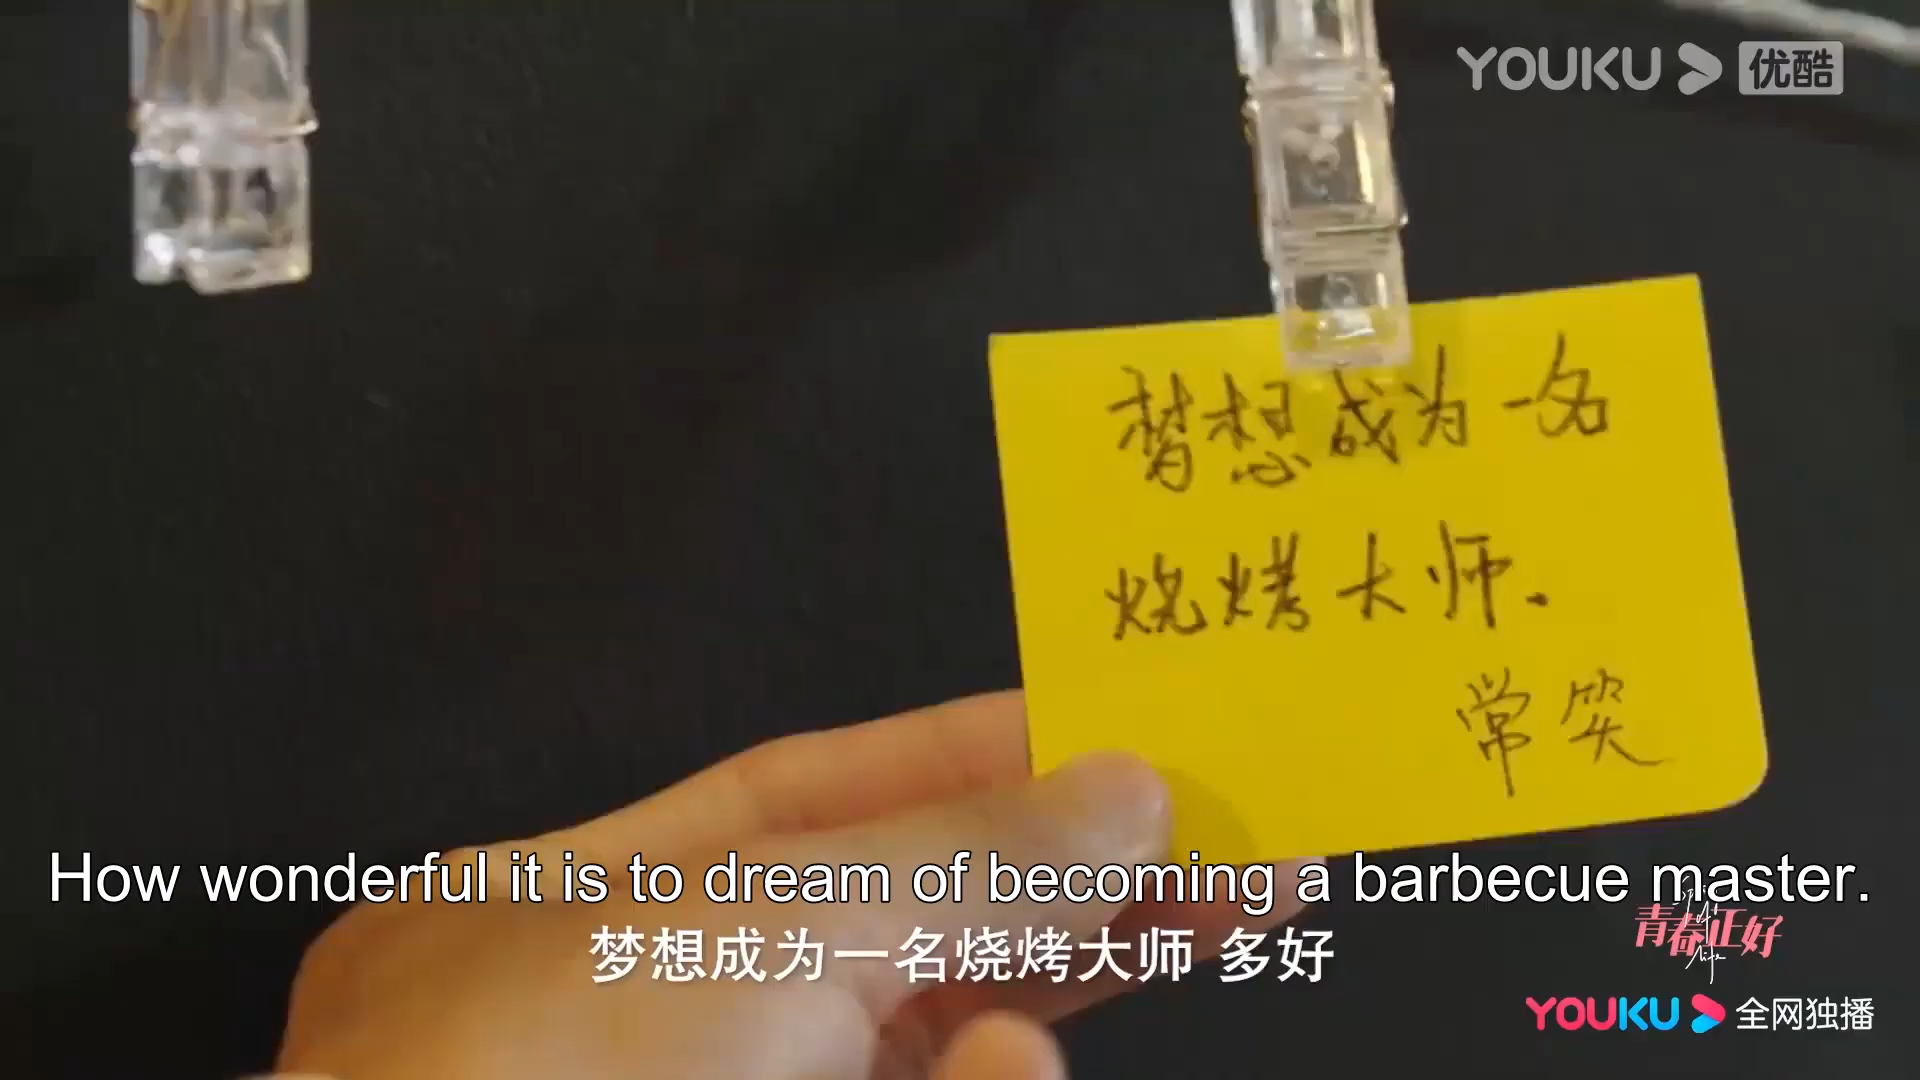 YOUKU 优酷
梦想成为一名
烧烤大师.
常笑
How wonderful it is to dream of becoming a barbecue master.
梦想成为一名烧烤大师 多好
青春正好
YOUKU 全网独播